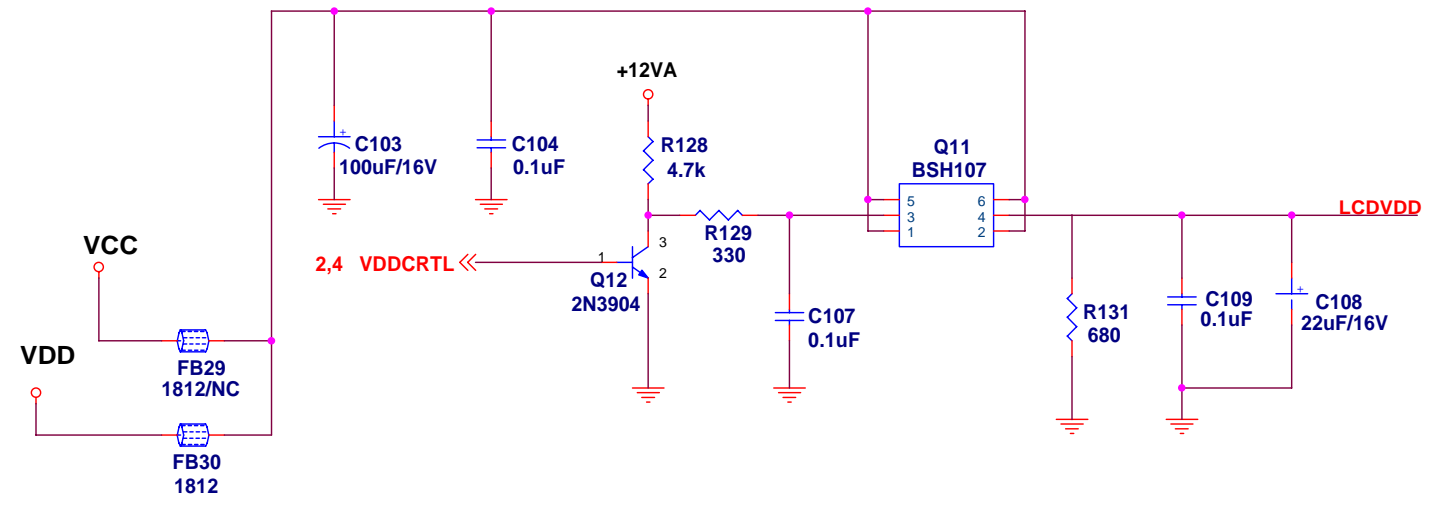 +12VA
C103
100uF/16V
+
C104
0.1uF
R128
4.7k
Q11
BSH107
5 6
3 4
1 2
LCDVDD
R129
330
3
VCC
2,4 VDDCRTL
1
2
Q12
2N3904
C107
0.1uF
R131
680
C109
0.1uF
+
C108
22uF/16V
VDD
FB29
1812/NC
FB30
1812